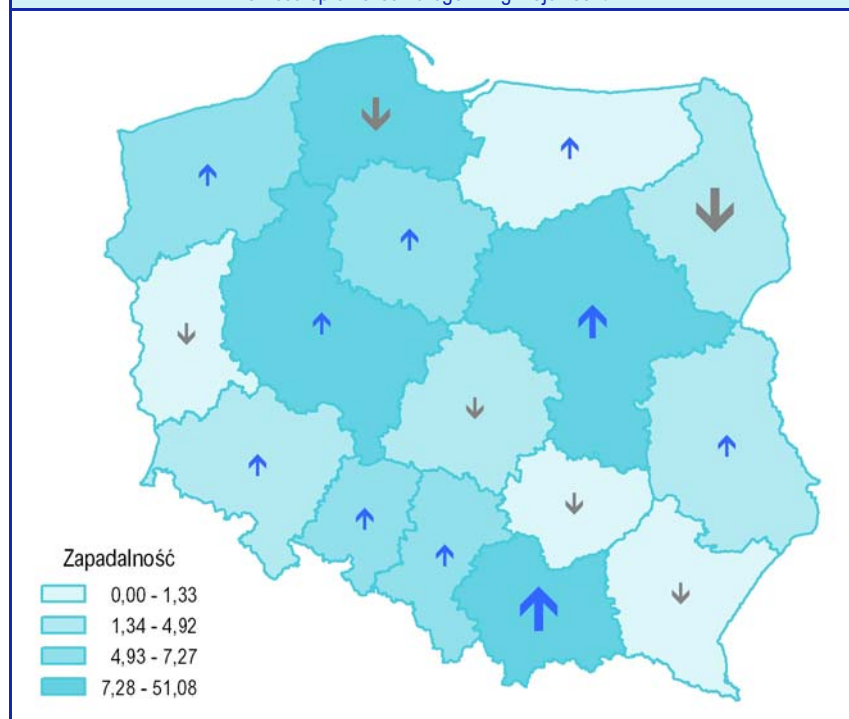 Zapadalność
0,00 - 1,33
1,34 - 4,92
4,93 - 7,27
7,28 - 51,08